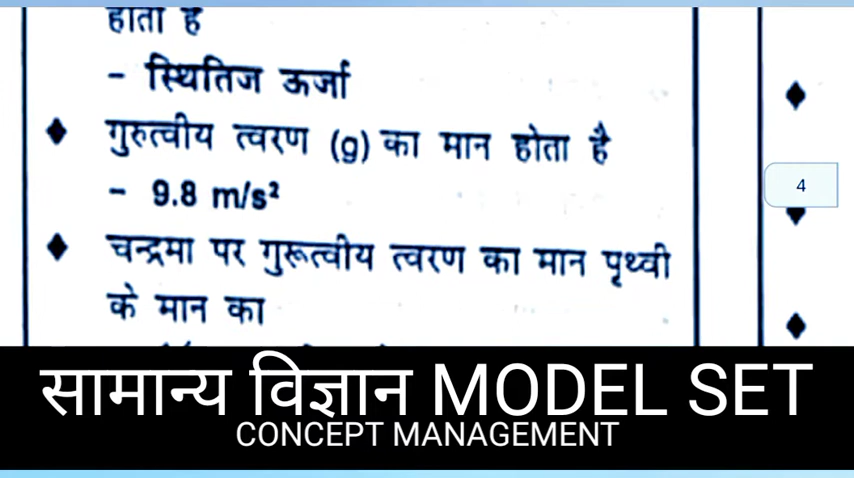 होता है
– स्थितिज ऊर्जा
♦ गुरुत्वीय त्वरण (g) का मान होता है
– 9.8 m/s²
4
♦ चन्द्रमा पर गुरूत्वीय त्वरण का मान पृथ्वी
के मान का
सामान्य विज्ञान MODEL SET
CONCEPT MANAGEMENT